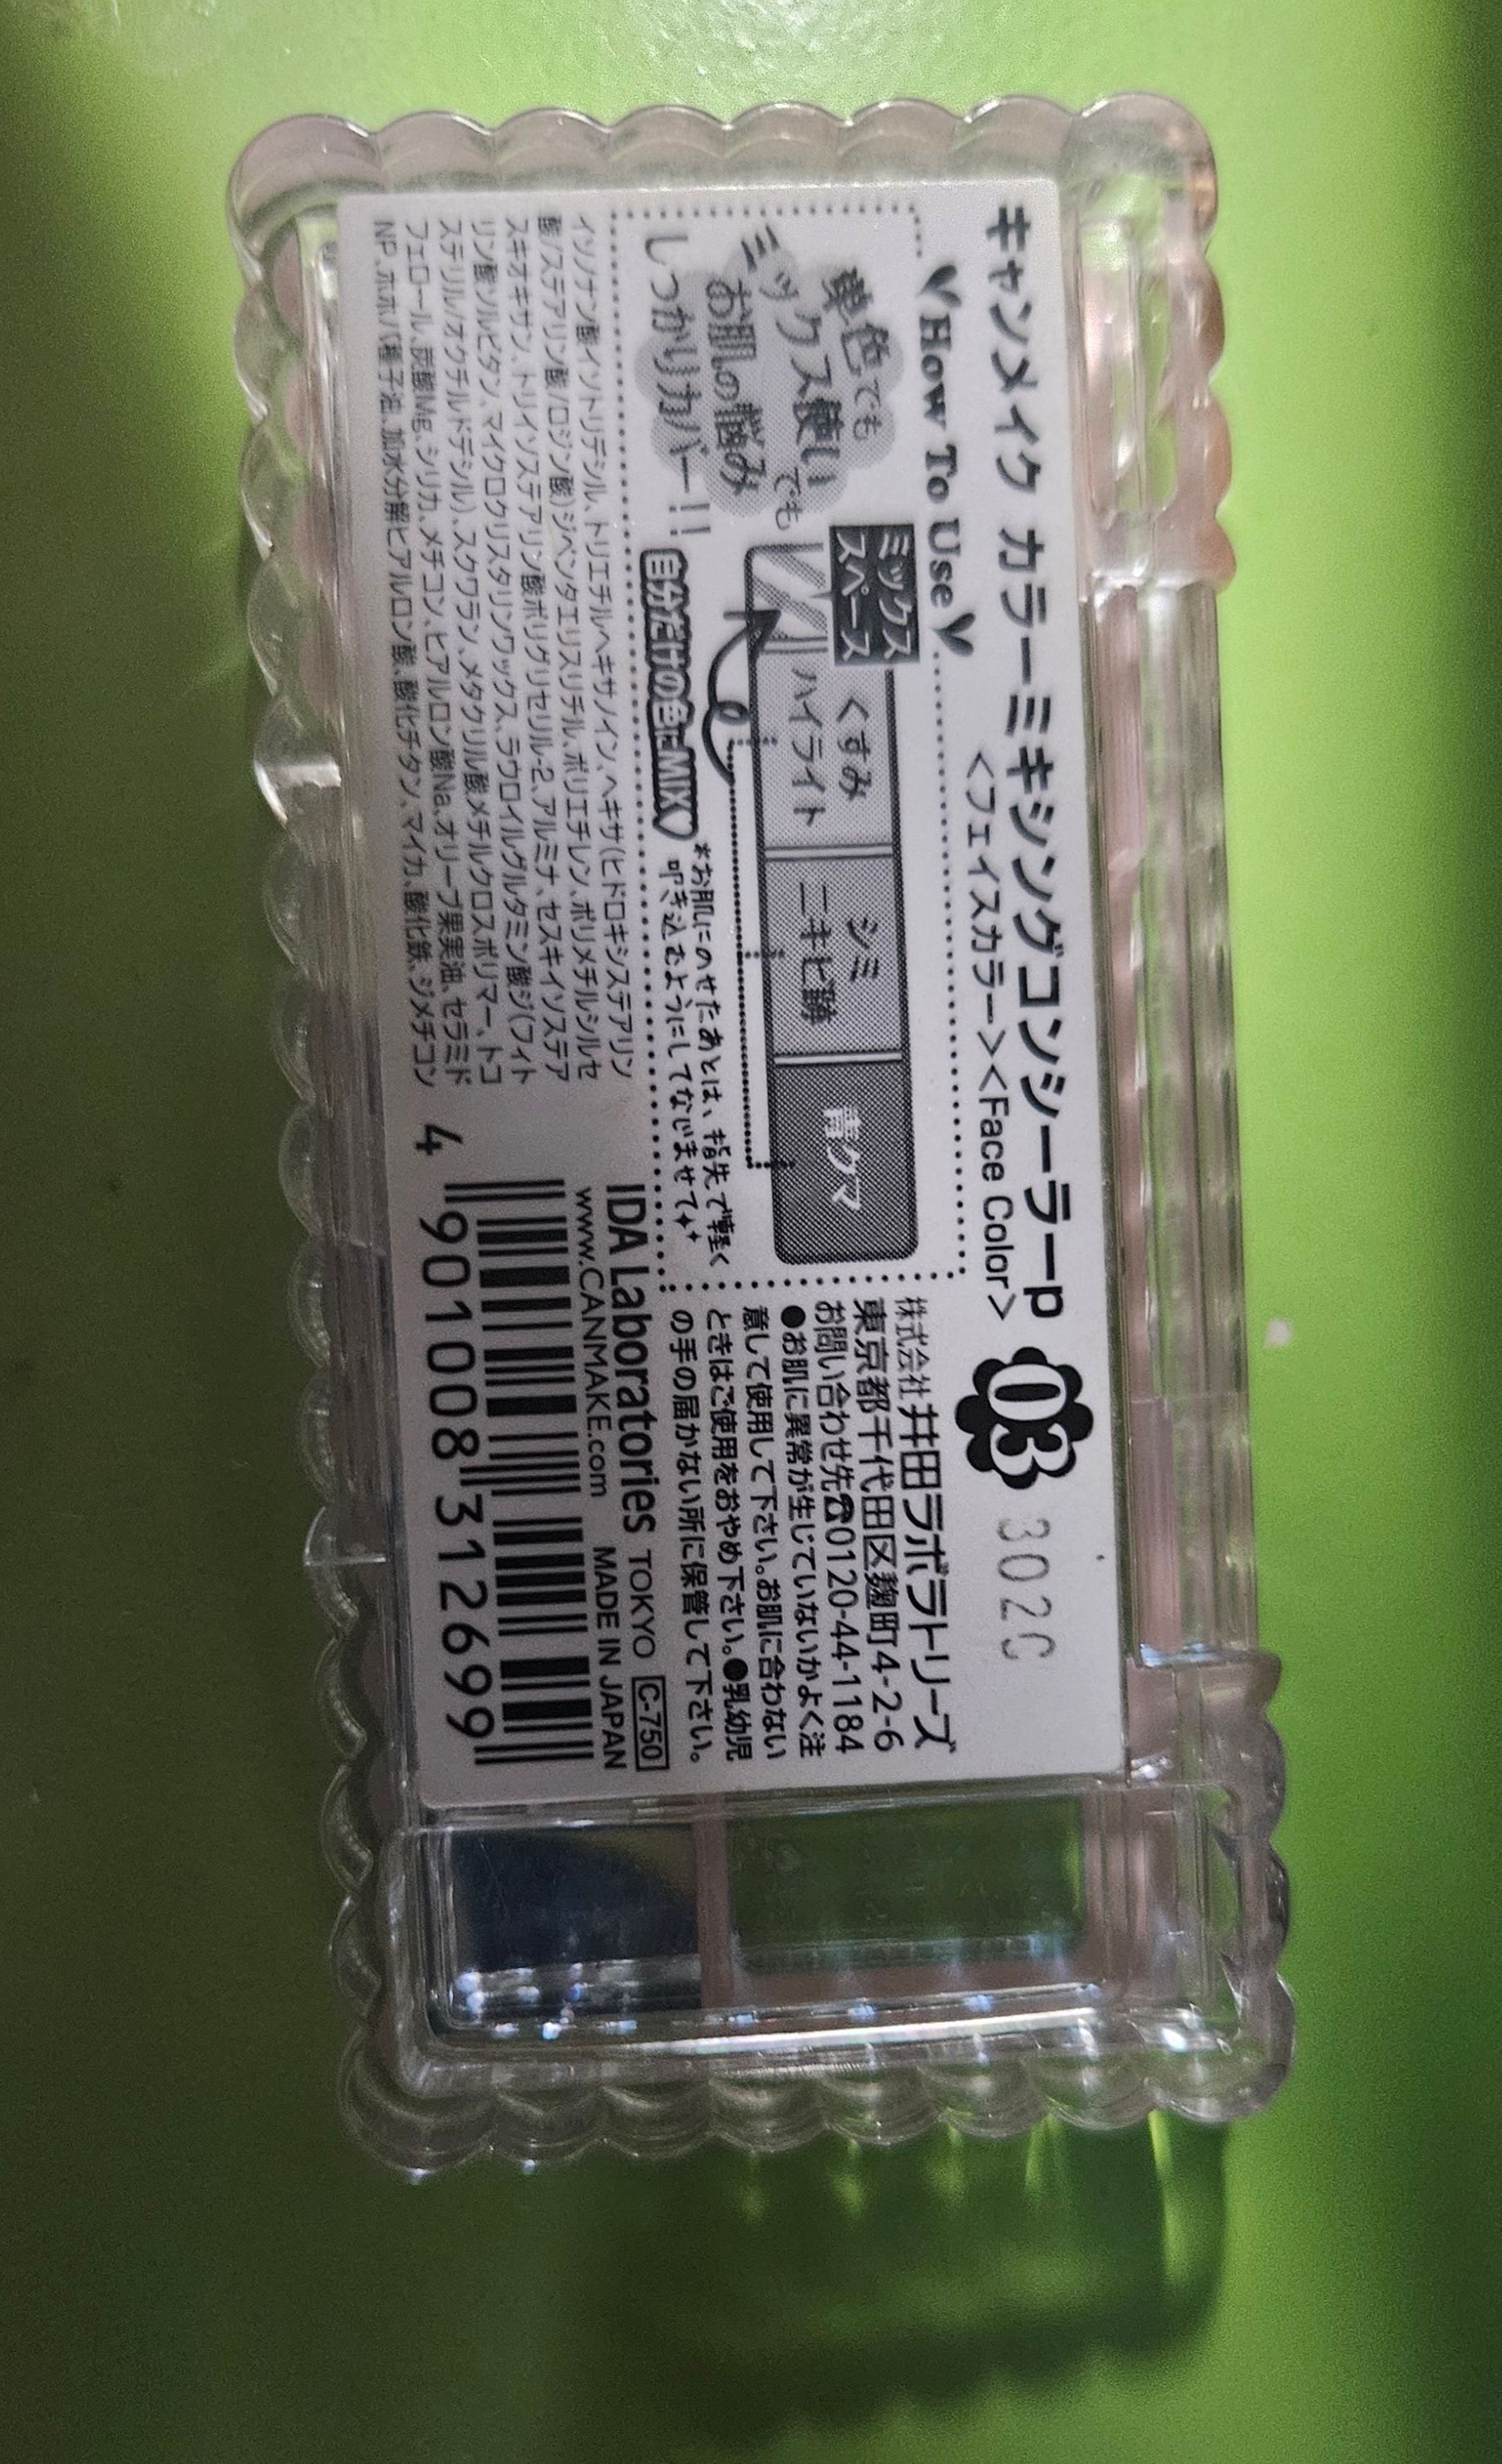 キャンメイク カラーミキシングコンシーラーp 03 302C
<フェイスカラー><Face Color>
How To Use
単色でも
ミックス使いでも
お肌の悩み
しっかりカバー!!
ミックス
スペース
くすみ
ハイライト
シミ
ニキビ跡
青クマ
自分だけの色にMIX♡
*お肌にのせたあとは、指先で軽く
叩き込むようにしてなじませて
イソノナン酸イソトリデシル、トリエチルヘキサノイン、ヘキサ(ヒドロキシステアリン
酸/ステアリン酸/ロジン酸)ジペンタエリスリチル、ポリエチレン、ポリメチルシルセ
スキオキサン、トリイソステアリン酸ポリグリセリル-2、アルミナ、セスキイソステア
リン酸ソルビタン、マイクロクリスタリンワックス、ラウロイルグルタミン酸ジ(フィト
ステリル/オクチルドデシル)、スクワラン、メタクリル酸メチルクロスポリマー、トコ
フェロール、炭酸Mg、シリカ、メチコン、ヒアルロン酸Na、オリーブ果実油、セラミド
NP、ホホバ種子油、加水分解ヒアルロン酸、酸化チタン、マイカ、酸化鉄、ジメチコン
株式会社 井田ラボラトリーズ
東京都千代田区麹町4-2-6
お問い合わせ先☎0120-44-1184
●お肌に異常が生じていないかよく注
意して使用して下さい。お肌に合わない
ときはご使用をおやめ下さい。●乳幼児
の手の届かない所に保管して下さい。
IDA Laboratories TOKYO C-750
www.CANMAKE.com MADE IN JAPAN
4 901008 312699